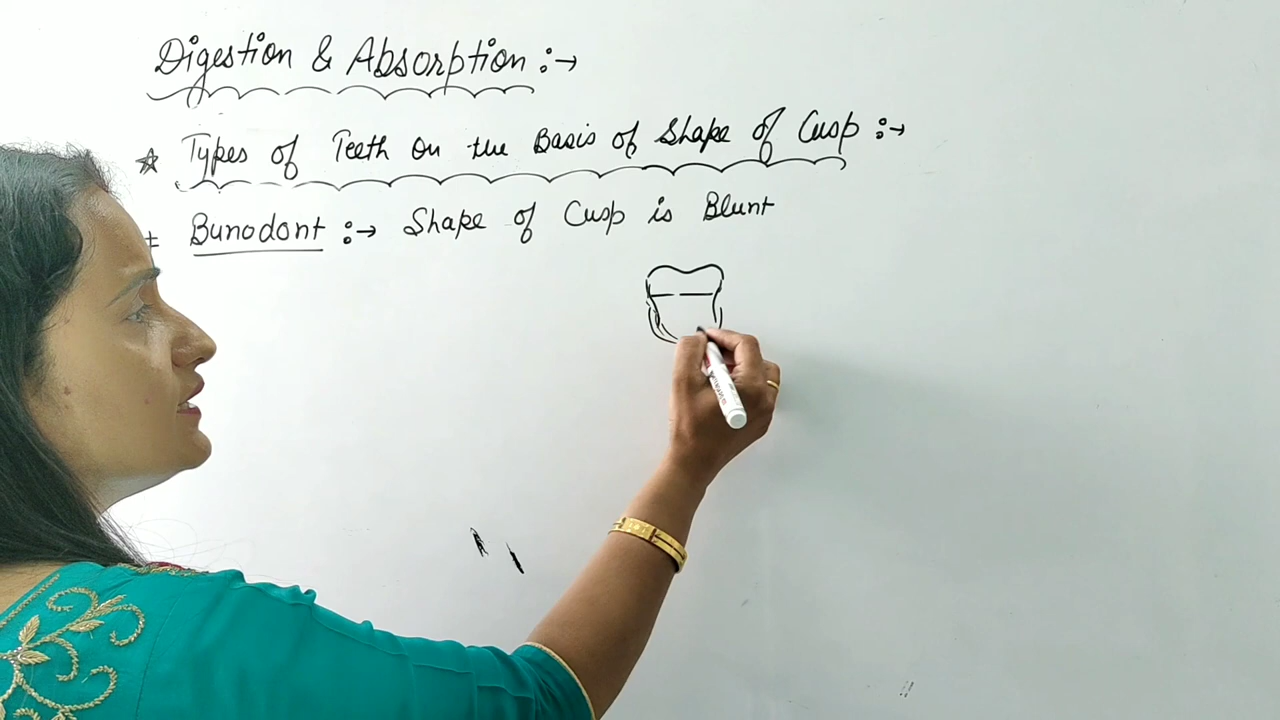 Digestion & Absorption :→
☆ Types of Teeth on the Basis of Shape of Cusp :→
Bunodont :→ Shape of Cusp is Blunt